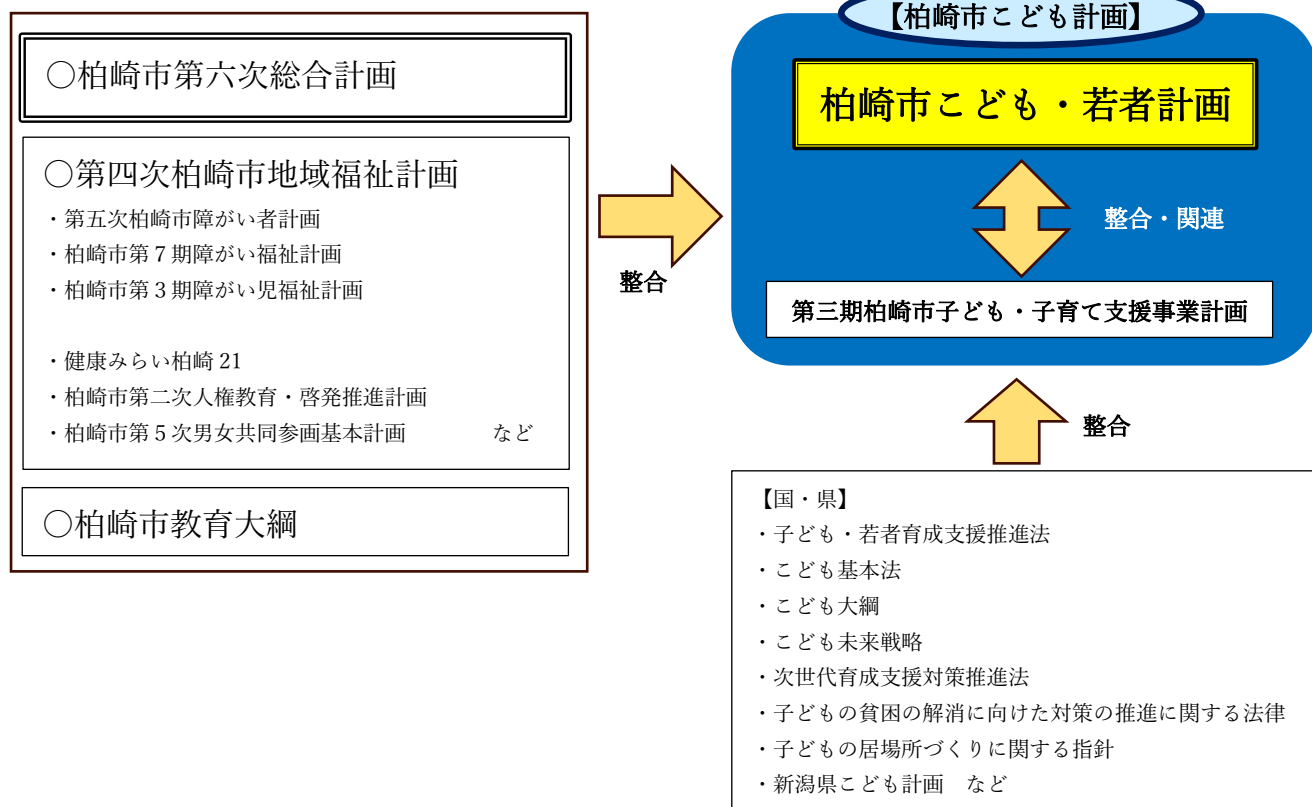 ○柏崎市第六次総合計画
○第四次柏崎市地域福祉計画
・第五次柏崎市障がい者計画
・柏崎市第７期障がい福祉計画
・柏崎市第３期障がい児福祉計画
・健康みらい柏崎 21
・柏崎市第二次人権教育・啓発推進計画
・柏崎市第５次男女共同参画基本計画　　　　など
○柏崎市教育大綱
整合
【柏崎市こども計画】
柏崎市こども・若者計画
整合・関連
第三期柏崎市子ども・子育て支援事業計画
整合
【国・県】
・子ども・若者育成支援推進法
・こども基本法
・こども大綱
・こども未来戦略
・次世代育成支援対策推進法
・子どもの貧困の解消に向けた対策の推進に関する法律
・子どもの居場所づくりに関する指針
・新潟県こども計画　など